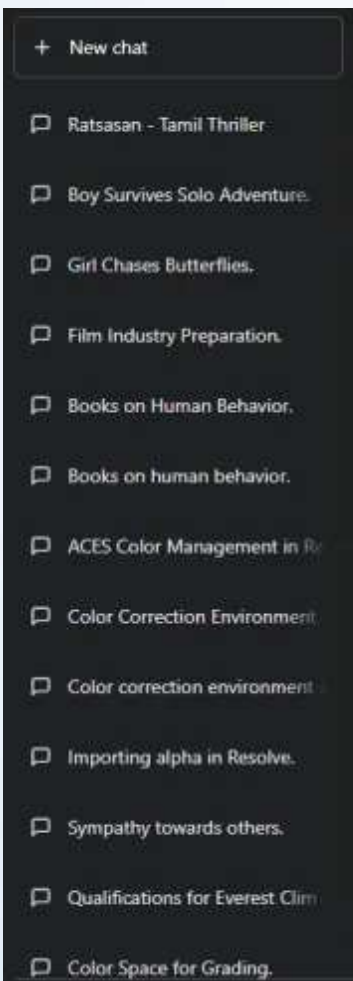 New chat
Ratsasan - Tamil Thriller
Boy Survives Solo Adventure.
Girl Chases Butterflies.
Film Industry Preparation.
Books on Human Behavior.
Books on human behavior.
ACES Color Management in R
Color Correction Environment
Color correction environment
Importing alpha in Resolve.
Sympathy towards others.
Qualifications for Everest Clim
Color Space for Grading.